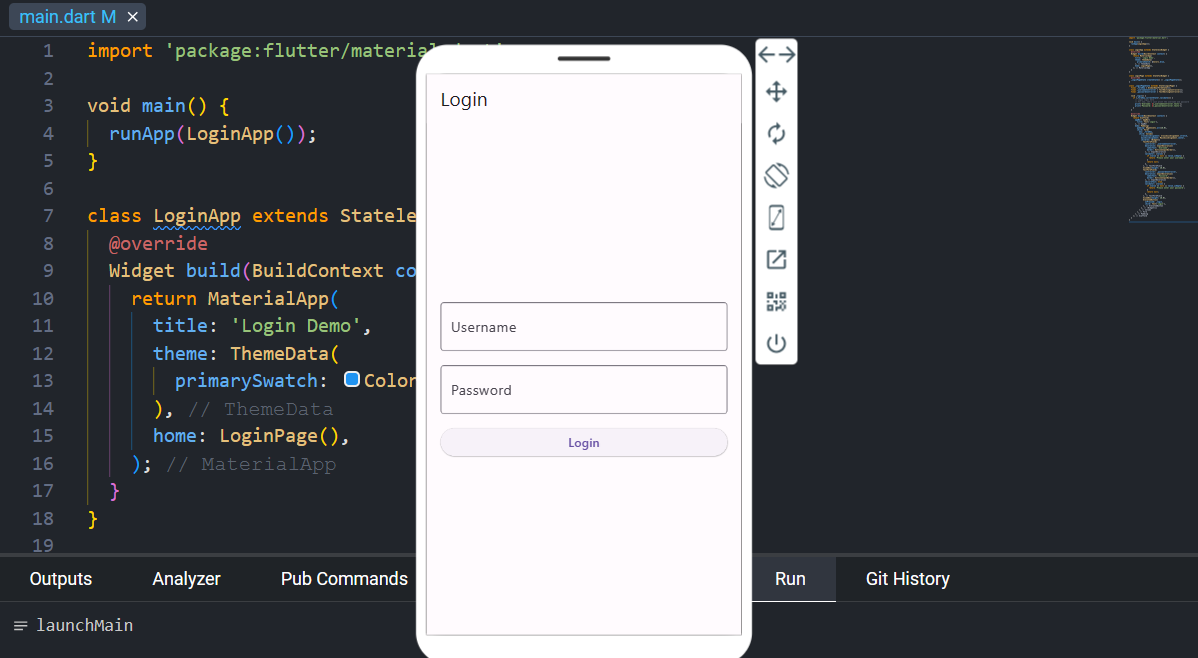 main.dart M
1 import 'package:flutter/material
2
3 void main() {
4 runApp(LoginApp());
5 }
6
7 class LoginApp extends Statele
8 @override
9 Widget build(BuildContext co
10 return MaterialApp(
11 title: 'Login Demo',
12 theme: ThemeData(
13 primarySwatch: Color
14 ), // ThemeData
15 home: LoginPage(),
16 ); // MaterialApp
17 }
18 }
19
Login
Username
Password
Login
Outputs Analyzer Pub Commands Run Git History
launchMain